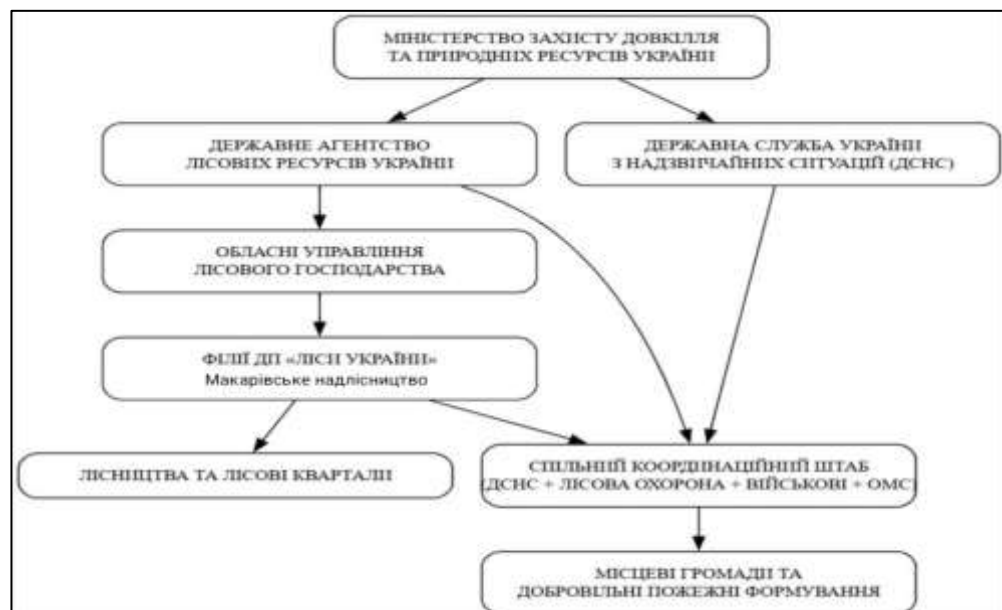 МІНІСТЕРСТВО ЗАХИСТУ ДОВКІЛЛЯ
ТА ПРИРОДНИХ РЕСУРСІВ УКРАЇНИ
ДЕРЖАВНЕ АГЕНТСТВО
ЛІСОВИХ РЕСУРСІВ УКРАЇНИ
ДЕРЖАВНА СЛУЖБА УКРАЇНИ
З НАДЗВИЧАЙНИХ СИТУАЦІЙ (ДСНС)
ОБЛАСНІ УПРАВЛІННЯ
ЛІСОВОГО ГОСПОДАРСТВА
ФІЛІЇ ДП «ЛІСИ УКРАЇНИ»
Макарівське надлісництво
ЛІСНИЦТВА ТА ЛІСОВІ КВАРТАЛИ
СПІЛЬНИЙ КООРДИНАЦІЙНИЙ ШТАБ
(ДСНС + ЛІСОВА ОХОРОНА + ВІЙСЬКОВІ + ОМС)
МІСЦЕВІ ГРОМАДИ ТА
ДОБРОВІЛЬНІ ПОЖЕЖНІ ФОРМУВАННЯ